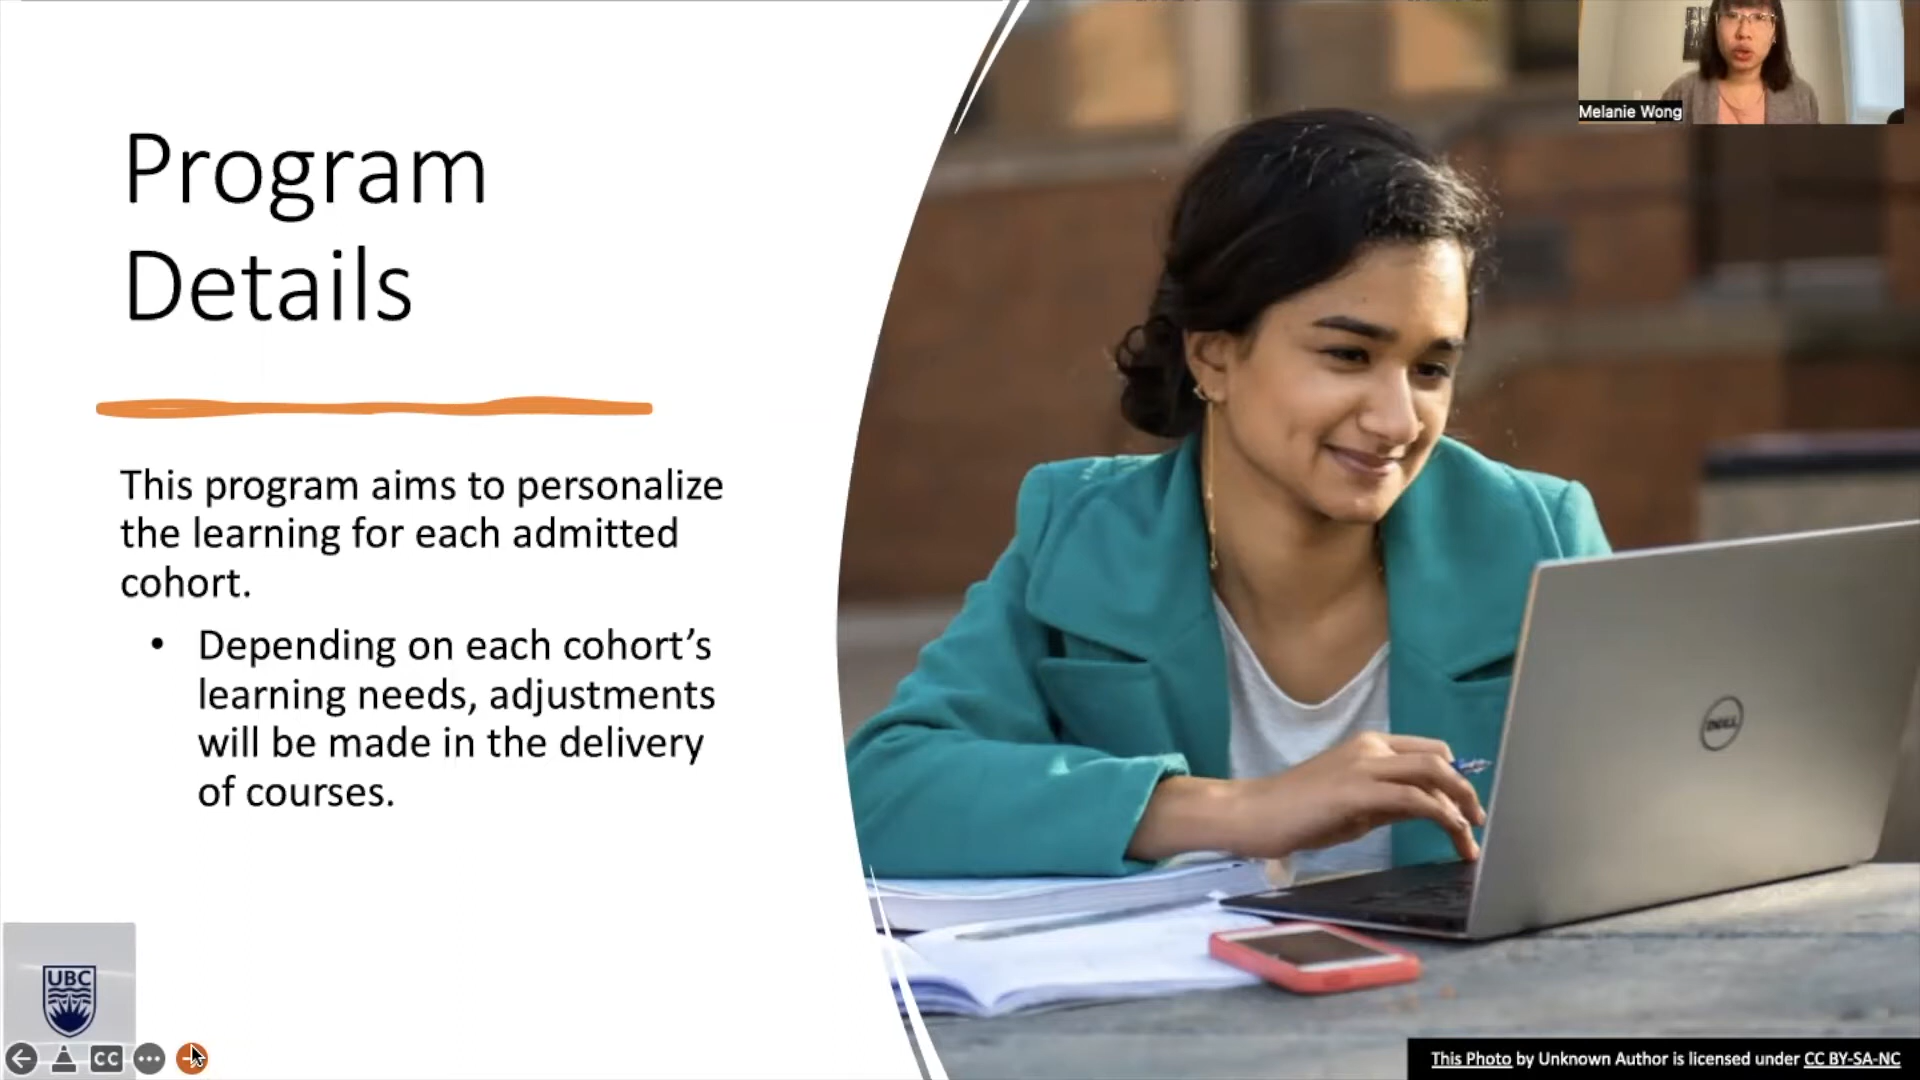 Melanie Wong
Program
Details
This program aims to personalize
the learning for each admitted
cohort.
• Depending on each cohort’s
learning needs, adjustments
will be made in the delivery
of courses.
DELL
UBC
CC
This Photo by Unknown Author is licensed under CC BY-SA-NC